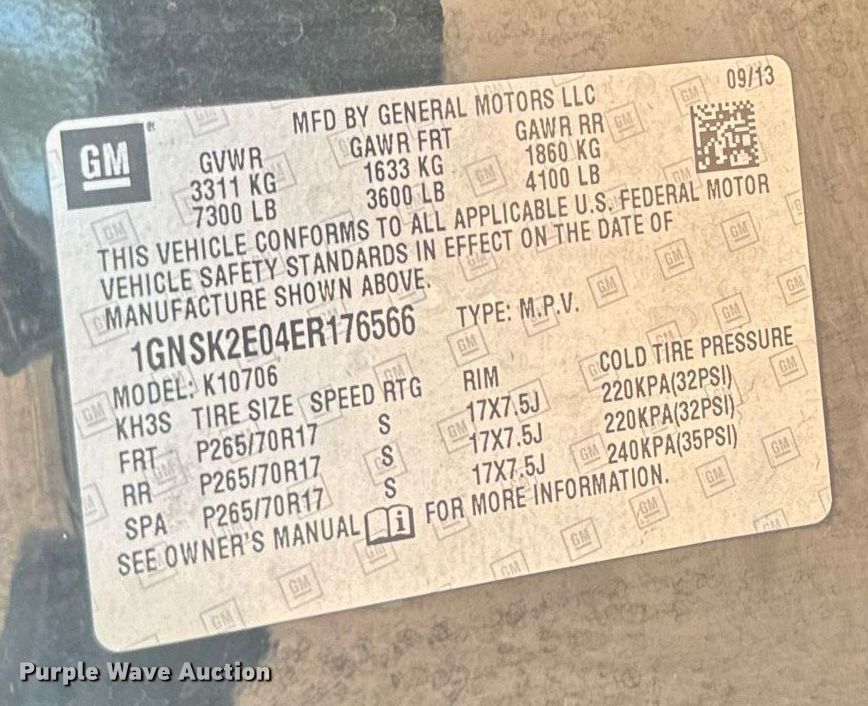 09/13
MFD BY GENERAL MOTORS LLC
GM
GVWR GAWR FRT GAWR RR
3311 KG 1633 KG 1860 KG
7300 LB 3600 LB 4100 LB
THIS VEHICLE CONFORMS TO ALL APPLICABLE U.S. FEDERAL MOTOR
VEHICLE SAFETY STANDARDS IN EFFECT ON THE DATE OF
MANUFACTURE SHOWN ABOVE.
1GNSK2E04ER176566 TYPE: M.P.V.
MODEL: K10706
KH3S TIRE SIZE SPEED RTG RIM COLD TIRE PRESSURE
FRT P265/70R17 S 17X7.5J 220KPA(32PSI)
RR P265/70R17 S 17X7.5J 220KPA(32PSI)
SPA P265/70R17 S 17X7.5J 240KPA(35PSI)
SEE OWNER'S MANUAL FOR MORE INFORMATION.
Purple Wave Auction